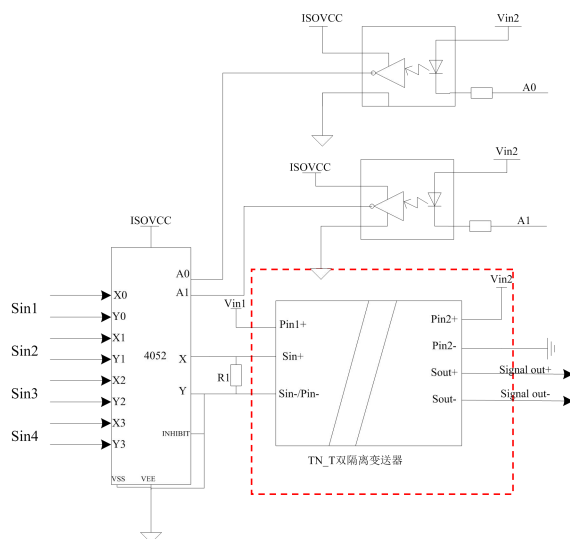 ISOVCC
Vin2
A0
ISOVCC
Vin2
A1
ISOVCC
A0
A1
Vin1
Vin2
Sin1
X0
Y0
Pin1+
Pin2+
Sin2
X1
Y1
4052
X
Sin+
Pin2-
R1
Sout+
Signal out+
Sin3
X2
Y2
Y
Sin-/Pin-
Sout-
Signal out-
Sin4
X3
Y3
INHIBIT
VSS
VEE
TN_T双隔离变送器